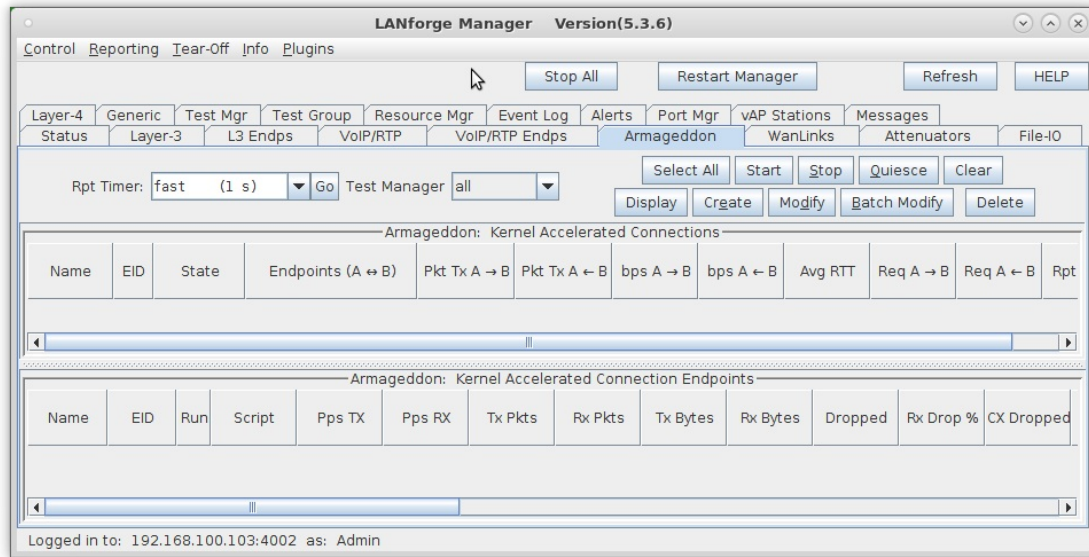 LANforge Manager Version(5.3.6)
Control Reporting Tear-Off Info Plugins
Stop All Restart Manager Refresh HELP
Layer-4 Generic Test Mgr Test Group Resource Mgr Event Log Alerts Port Mgr vAP Stations Messages
Status Layer-3 L3 Endps VoIP/RTP VoIP/RTP Endps Armageddon WanLinks Attenuators File-IO
Rpt Timer: fast (1 s) Go Test Manager all
Select All Start Stop Quiesce Clear
Display Create Modify Batch Modify Delete
Armageddon: Kernel Accelerated Connections
Name EID State Endpoints (A ↔ B) Pkt Tx A → B Pkt Tx A ← B bps A → B bps A ← B Avg RTT Req A → B Req A ← B Rpt
Armageddon: Kernel Accelerated Connection Endpoints
Name EID Run Script Pps TX Pps RX Tx Pkts Rx Pkts Tx Bytes Rx Bytes Dropped Rx Drop % CX Dropped
Logged in to: 192.168.100.103:4002 as: Admin